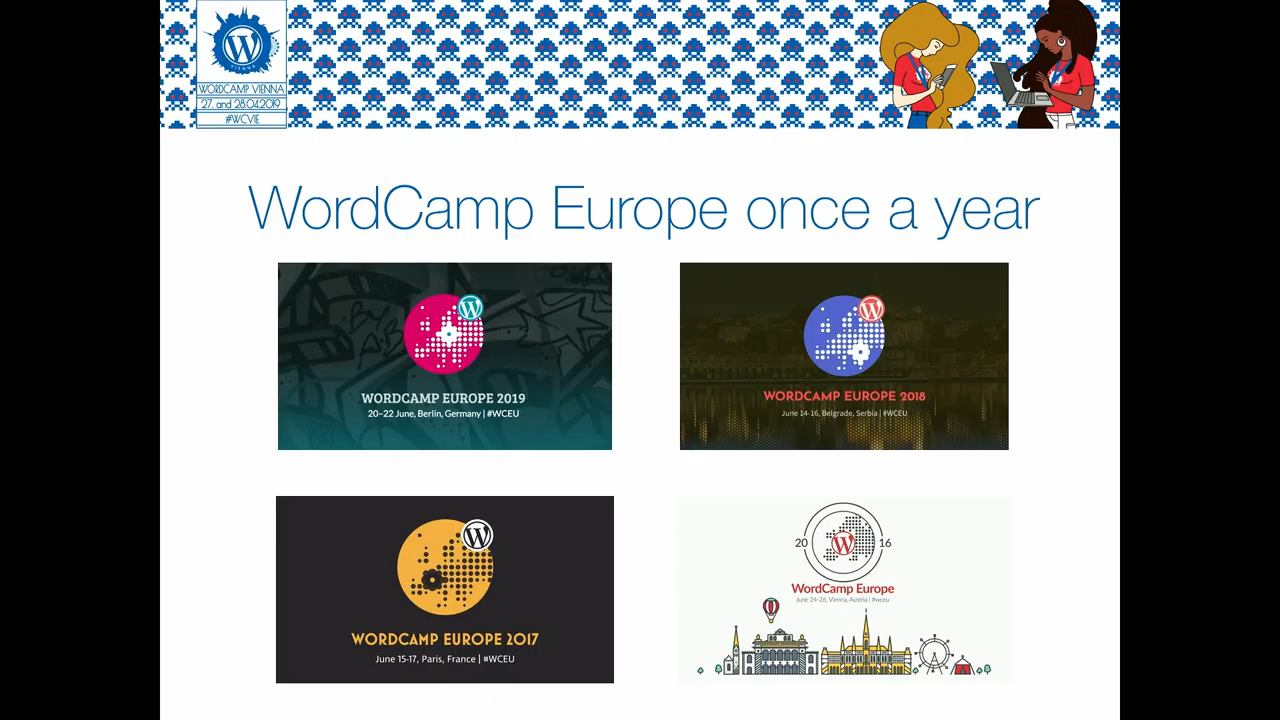 WORDCAMP VIENNA
27. and 28.04.2019
#WCVIE
WordCamp Europe once a year
WORDCAMP EUROPE 2019
20–22 June, Berlin, Germany | #WCEU
WORDCAMP EUROPE 2018
June 14-16, Belgrade, Serbia | #WCEU
WORDCAMP EUROPE 2017
June 15-17, Paris, France | #WCEU
20 16
WordCamp Europe
June 24-26, Vienna, Austria | #wceu